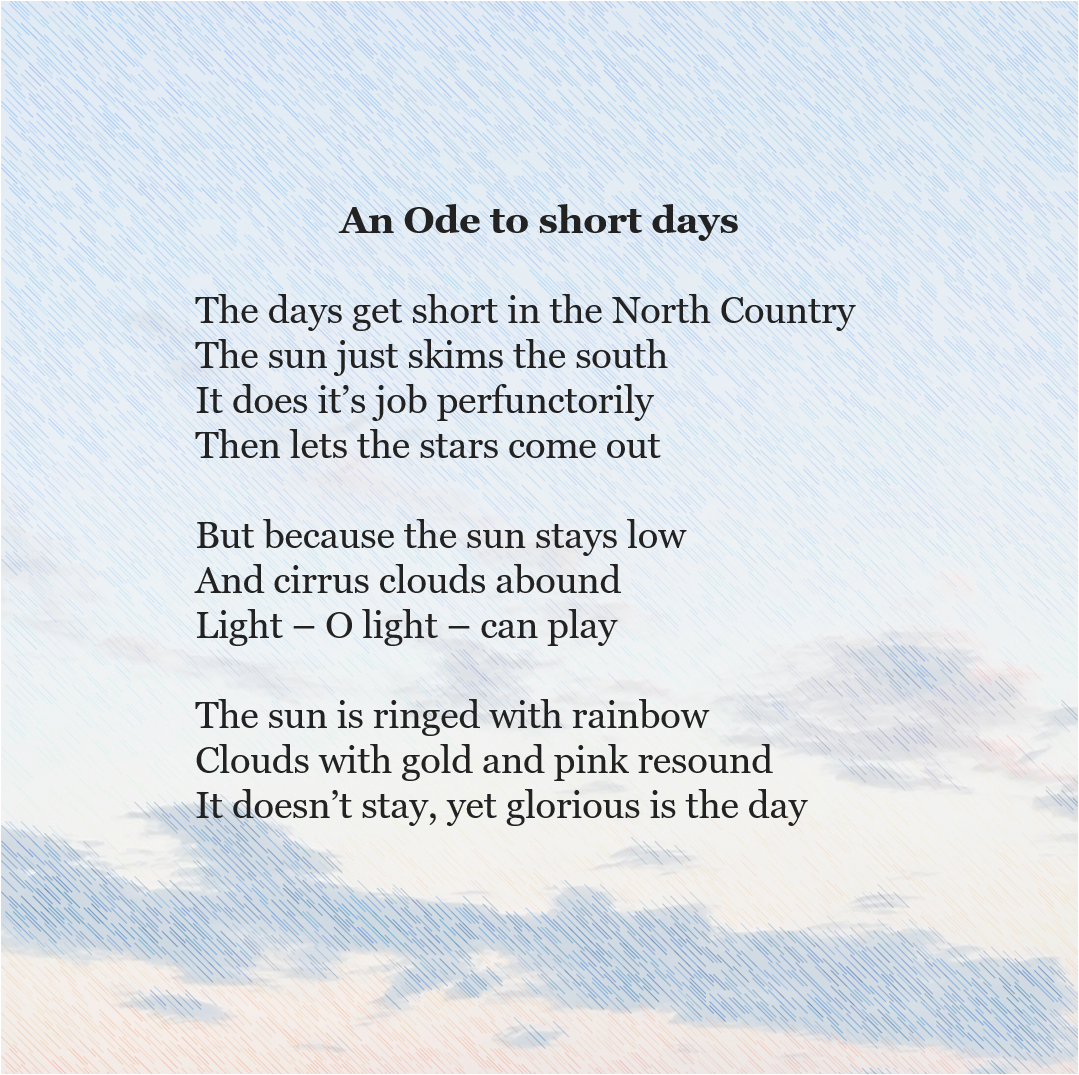 An Ode to short days
The days get short in the North Country
The sun just skims the south
It does it’s job perfunctorily
Then lets the stars come out
But because the sun stays low
And cirrus clouds abound
Light – O light – can play
The sun is ringed with rainbow
Clouds with gold and pink resound
It doesn’t stay, yet glorious is the day